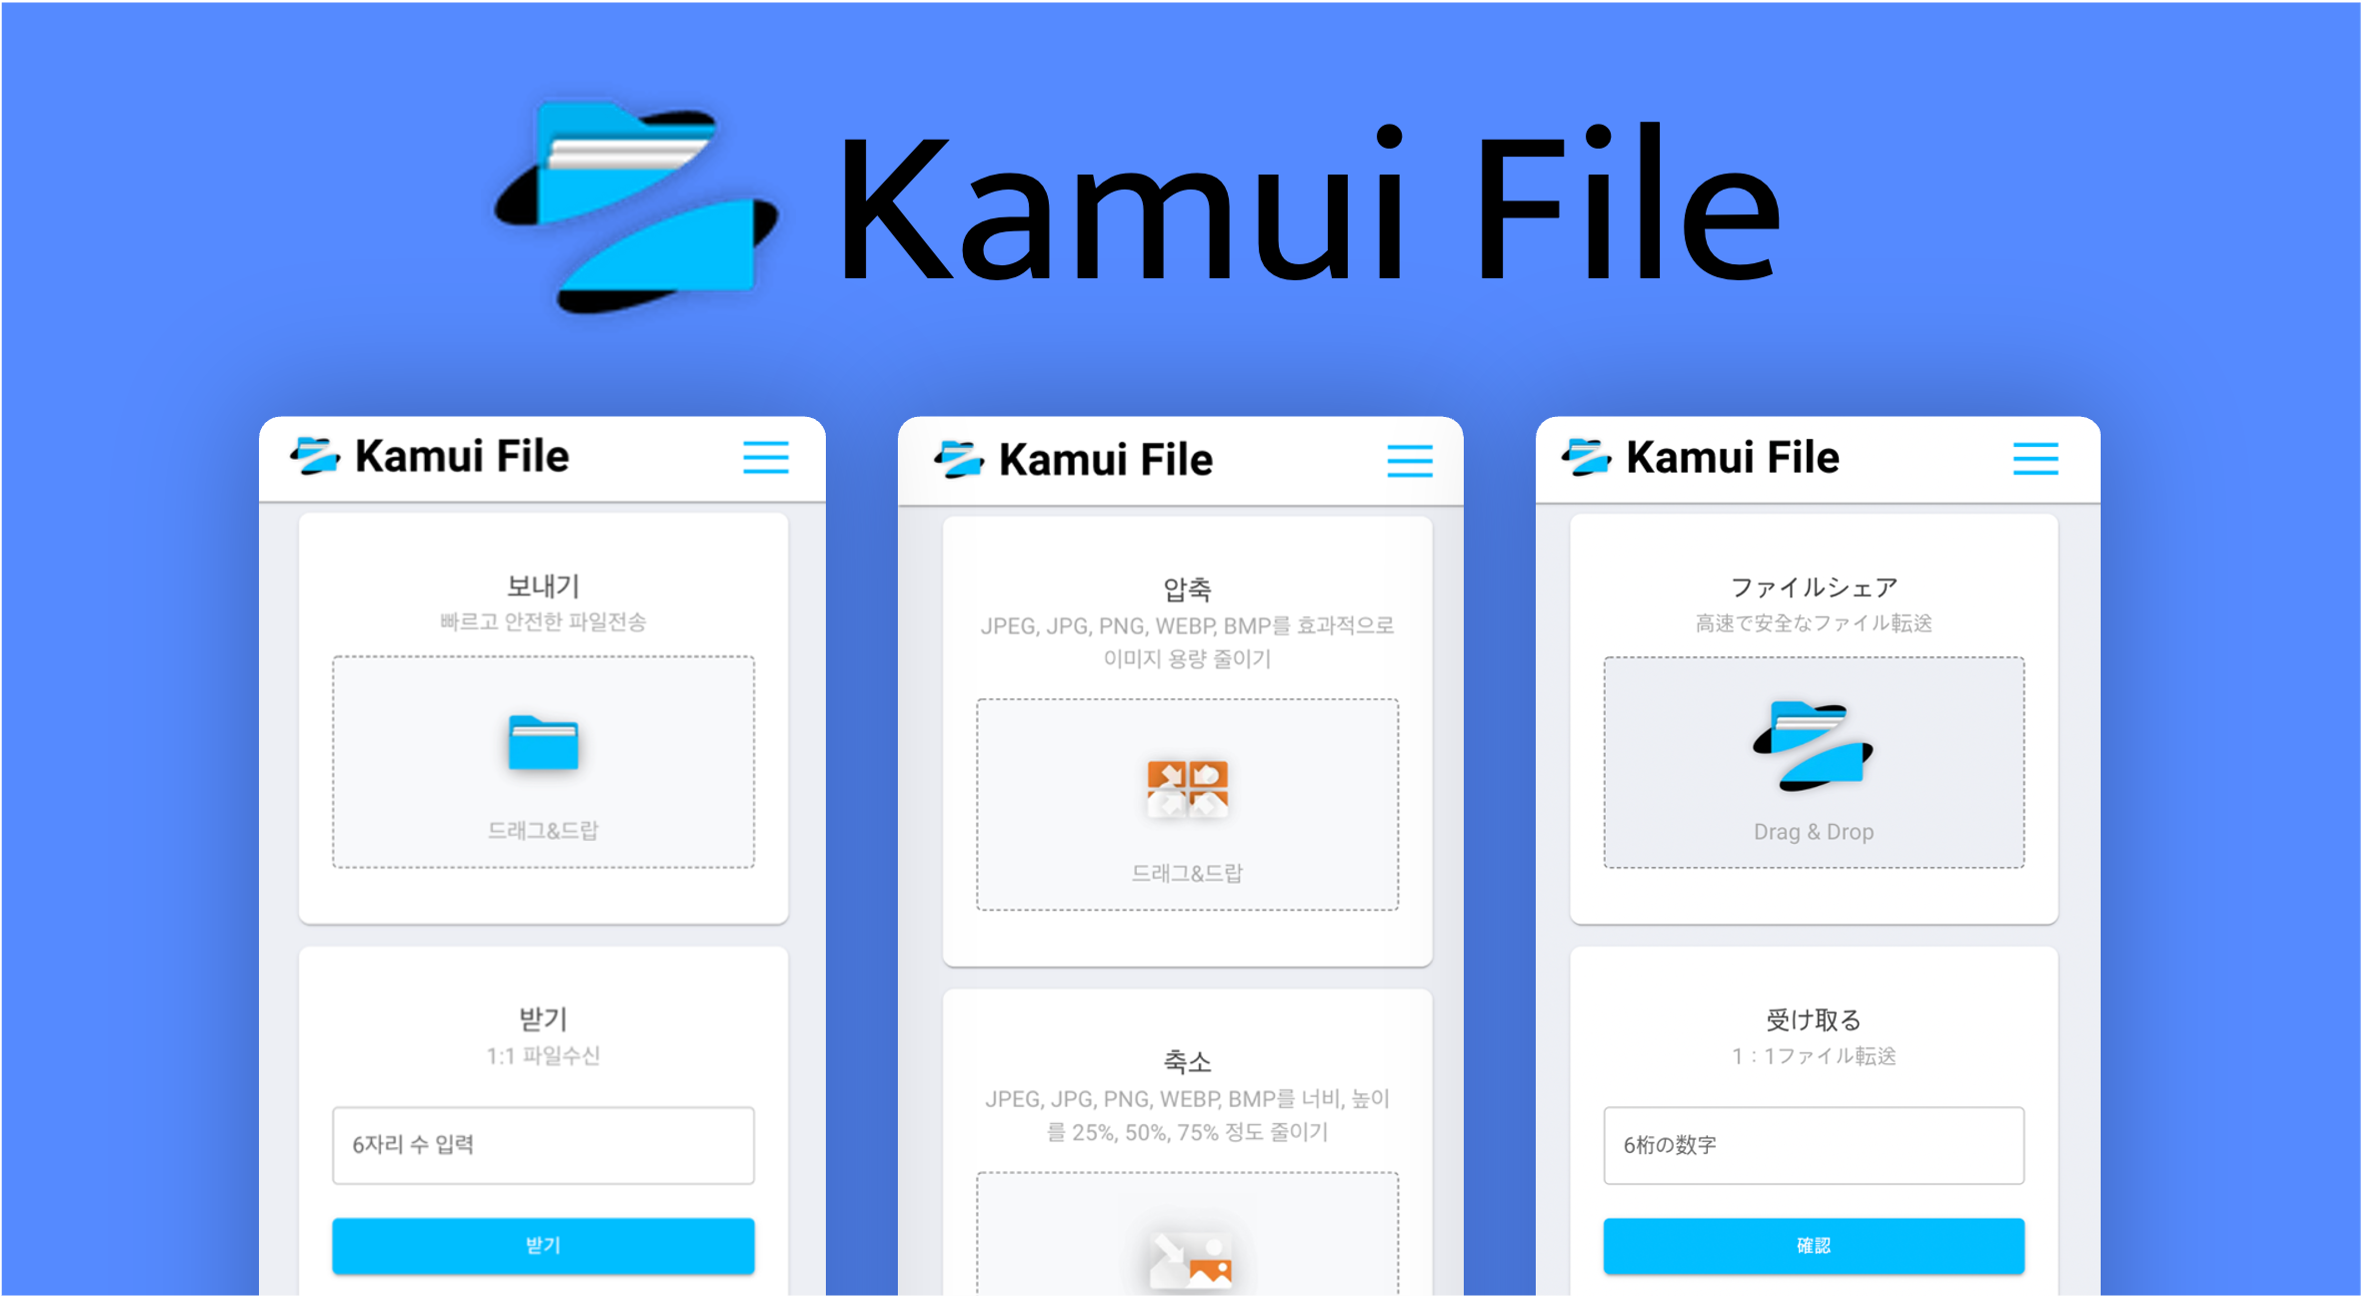 Kamui File
Kamui File
보내기
빠르고 안전한 파일전송
드래그&드랍
받기
1:1 파일수신
6자리 수 입력
받기
Kamui File
압축
JPEG, JPG, PNG, WEBP, BMP를 효과적으로
이미지 용량 줄이기
드래그&드랍
축소
JPEG, JPG, PNG, WEBP, BMP를 너비, 높이
를 25%, 50%, 75% 정도 줄이기
Kamui File
ファイルシェア
高速で安全なファイル転送
Drag & Drop
受け取る
1：1ファイル転送
6桁の数字
確認